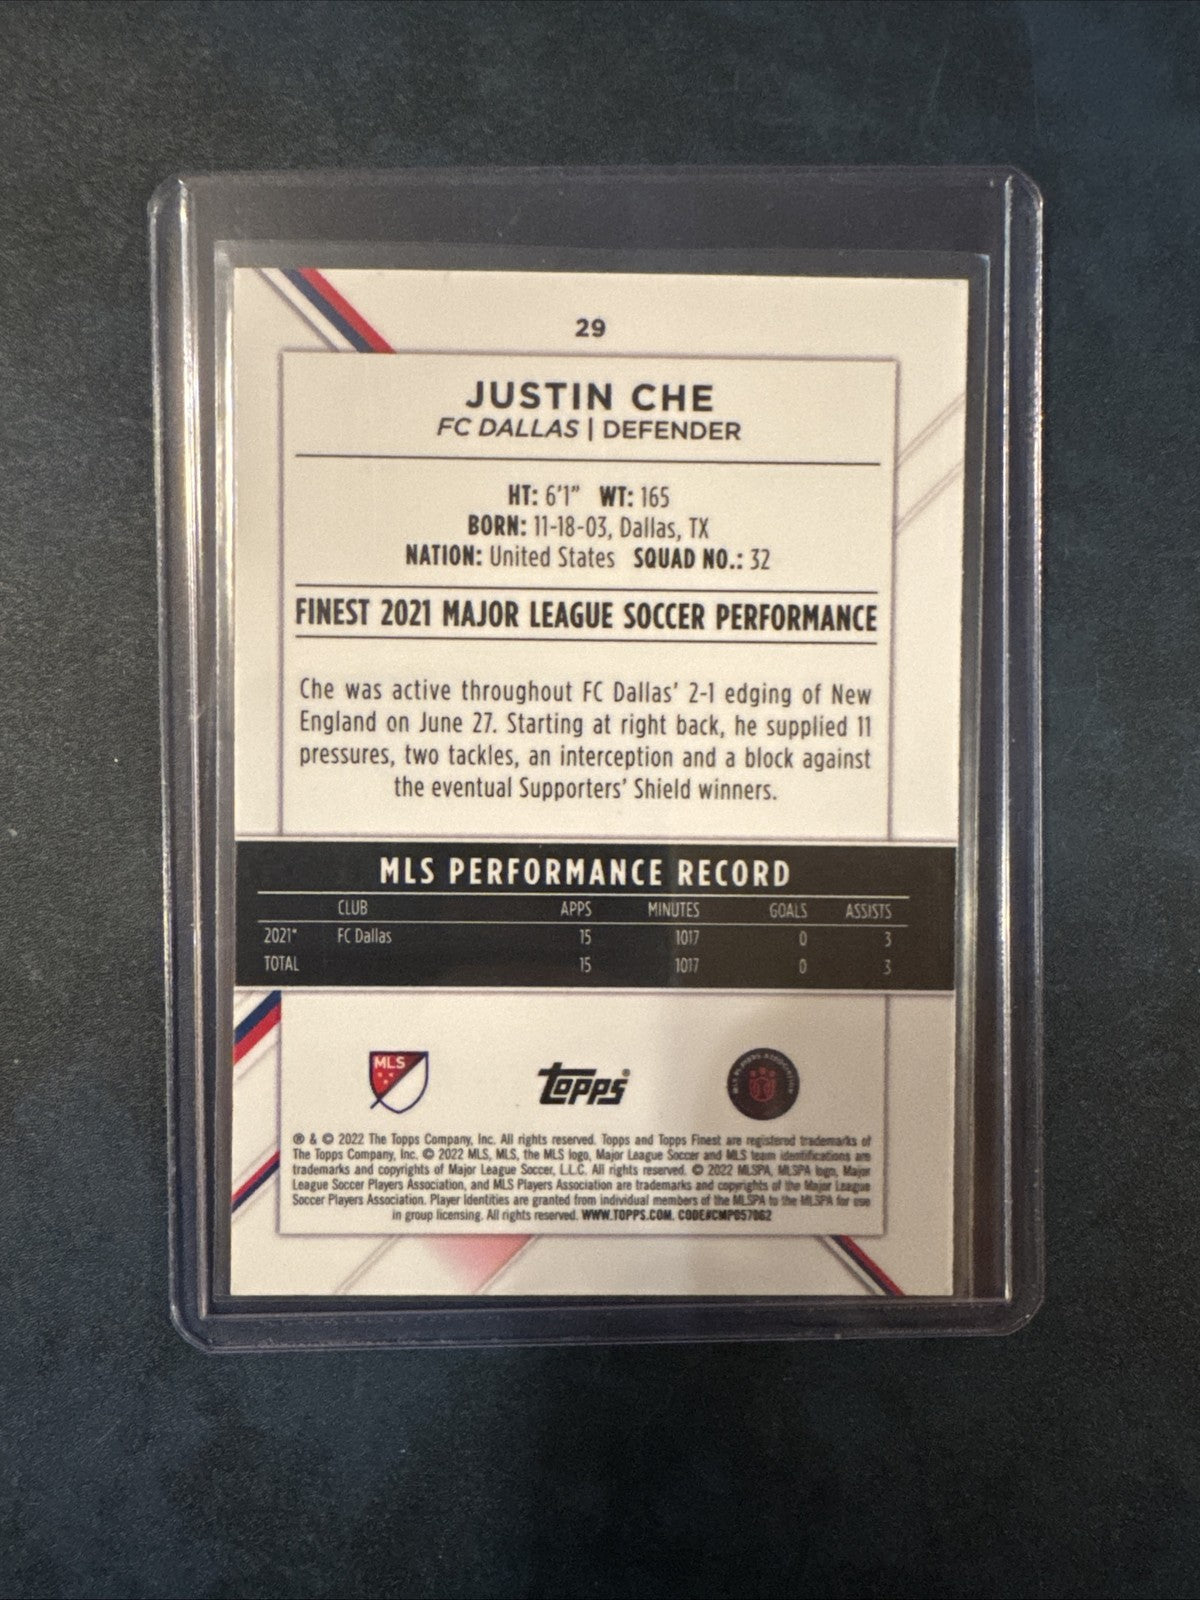 29
JUSTIN CHE
FC DALLAS | DEFENDER
HT: 6'1" WT: 165
BORN: 11-18-03, Dallas, TX
NATION: United States SQUAD NO.: 32
FINEST 2021 MAJOR LEAGUE SOCCER PERFORMANCE
Che was active throughout FC Dallas' 2-1 edging of New
England on June 27. Starting at right back, he supplied 11
pressures, two tackles, an interception and a block against
the eventual Supporters' Shield winners.
MLS PERFORMANCE RECORD
CLUB APPS MINUTES GOALS ASSISTS
2021* FC Dallas 15 1017 0 3
TOTAL 15 1017 0 3
MLS
topps®
MLS PLAYERS ASSOCIATION
® & © 2022 The Topps Company, Inc. All rights reserved. Topps and Topps Finest are registered trademarks of
The Topps Company, Inc. © 2022 MLS, MLS, the MLS logo, Major League Soccer and MLS team identifications are
trademarks and copyrights of Major League Soccer, L.L.C. All rights reserved. © 2022 MLSPA, MLSPA logo, Major
League Soccer Players Association, and MLS Players Association are trademarks and copyrights of the Major League
Soccer Players Association. Player Identities are granted from individual members of the MLSPA to the MLSPA for use
in group licensing. All rights reserved. WWW.TOPPS.COM. CODE#CMP057062